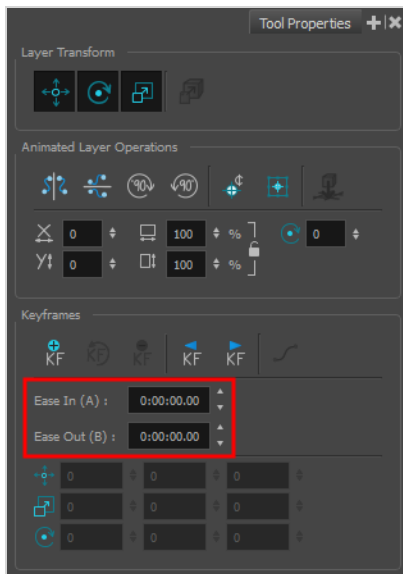 Tool Properties
Layer Transform
Animated Layer Operations
90 90 ¢
X 0 100 % 0
Y 0 100 %
Keyframes
KF KF KF KF KF
Ease In (A) : 0:00:00.00
Ease Out (B) : 0:00:00.00
0 0 0
0 0 0
0 0 0